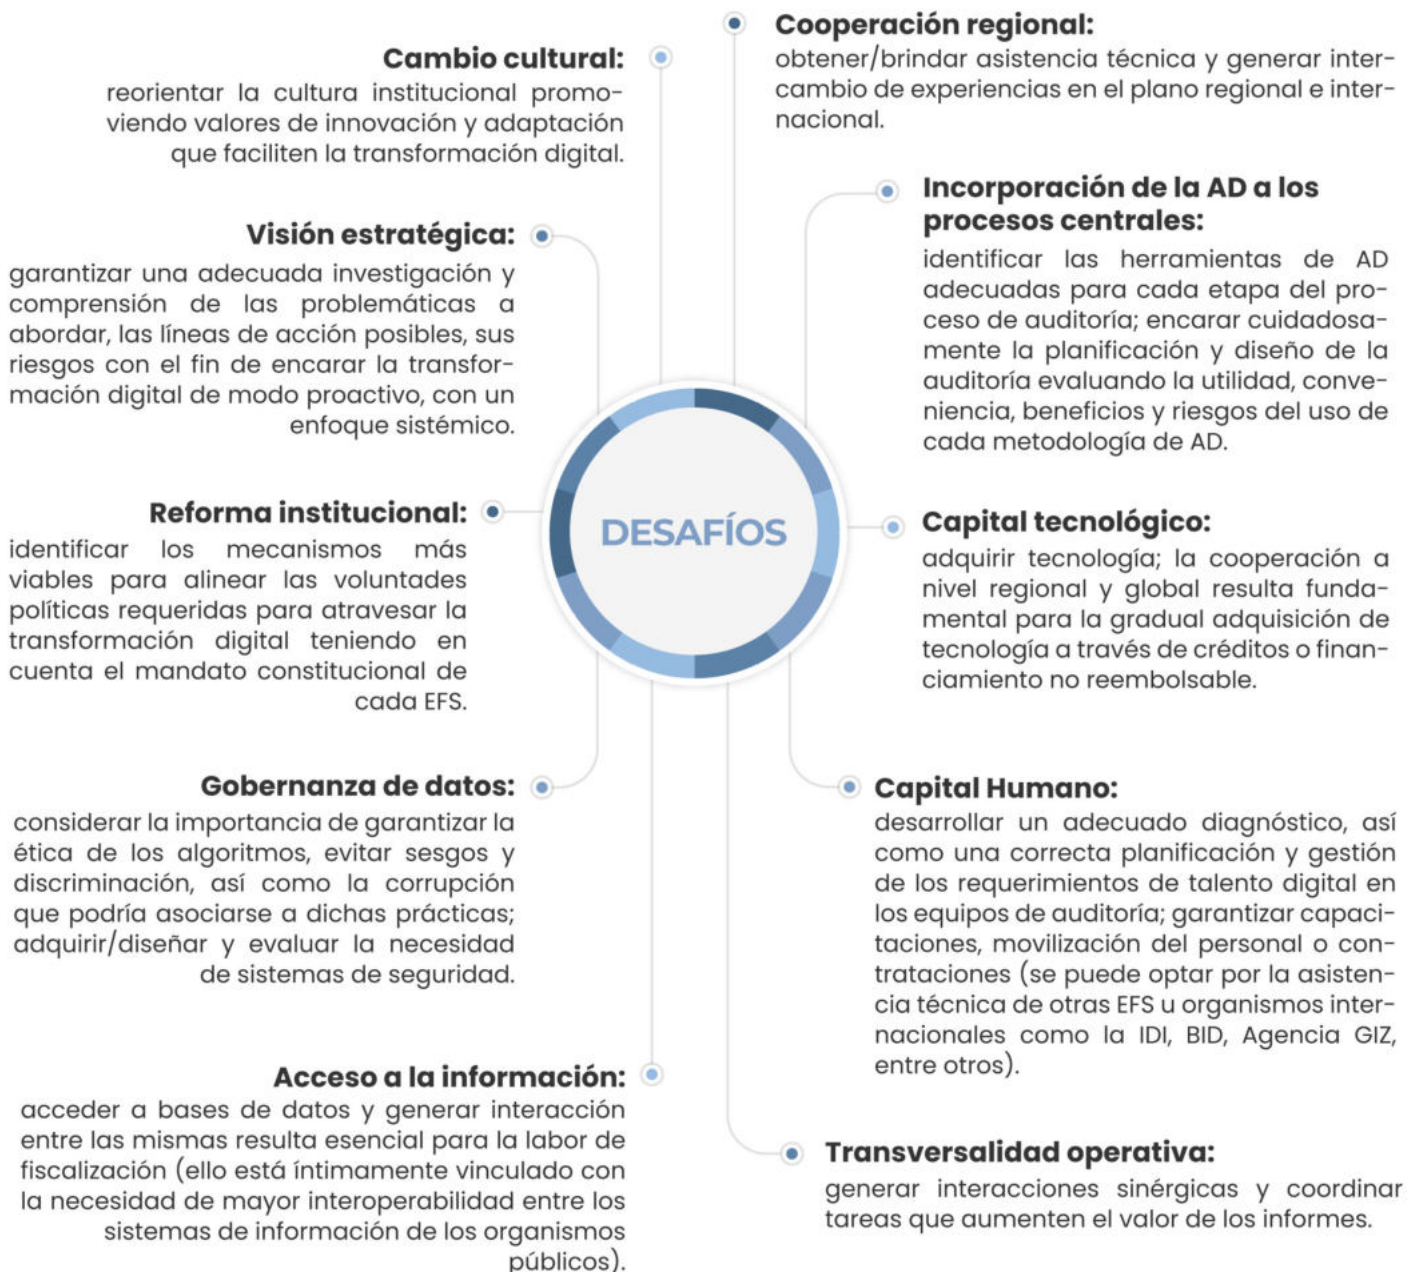 Cambio cultural:
reorientar la cultura institucional promo-
viendo valores de innovación y adaptación
que faciliten la transformación digital.
Visión estratégica:
garantizar una adecuada investigación y
comprensión de las problemáticas a
abordar, las líneas de acción posibles, sus
riesgos con el fin de encarar la transfor-
mación digital de modo proactivo, con un
enfoque sistémico.
Reforma institucional:
identificar los mecanismos más
viables para alinear las voluntades
políticas requeridas para atravesar la
transformación digital teniendo en
cuenta el mandato constitucional de
cada EFS.
Gobernanza de datos:
considerar la importancia de garantizar la
ética de los algoritmos, evitar sesgos y
discriminación, así como la corrupción
que podría asociarse a dichas prácticas;
adquirir/diseñar y evaluar la necesidad
de sistemas de seguridad.
Acceso a la información:
acceder a bases de datos y generar interacción
entre las mismas resulta esencial para la labor de
fiscalización (ello está íntimamente vinculado con
la necesidad de mayor interoperabilidad entre los
sistemas de información de los organismos
públicos).
DESAFÍOS
Cooperación regional:
obtener/brindar asistencia técnica y generar inter-
cambio de experiencias en el plano regional e inter-
nacional.
Incorporación de la AD a los
procesos centrales:
identificar las herramientas de AD
adecuadas para cada etapa del pro-
ceso de auditoría; encarar cuidadosa-
mente la planificación y diseño de la
auditoría evaluando la utilidad, conve-
niencia, beneficios y riesgos del uso de
cada metodología de AD.
Capital tecnológico:
adquirir tecnología; la cooperación a
nivel regional y global resulta funda-
mental para la gradual adquisición de
tecnología a través de créditos o finan-
ciamiento no reembolsable.
Capital Humano:
desarrollar un adecuado diagnóstico, así
como una correcta planificación y gestión
de los requerimientos de talento digital en
los equipos de auditoría; garantizar capaci-
taciones, movilización del personal o con-
trataciones (se puede optar por la asisten-
cia técnica de otras EFS u organismos inter-
nacionales como la IDI, BID, Agencia GIZ,
entre otros).
Transversalidad operativa:
generar interacciones sinérgicas y coordinar
tareas que aumenten el valor de los informes.